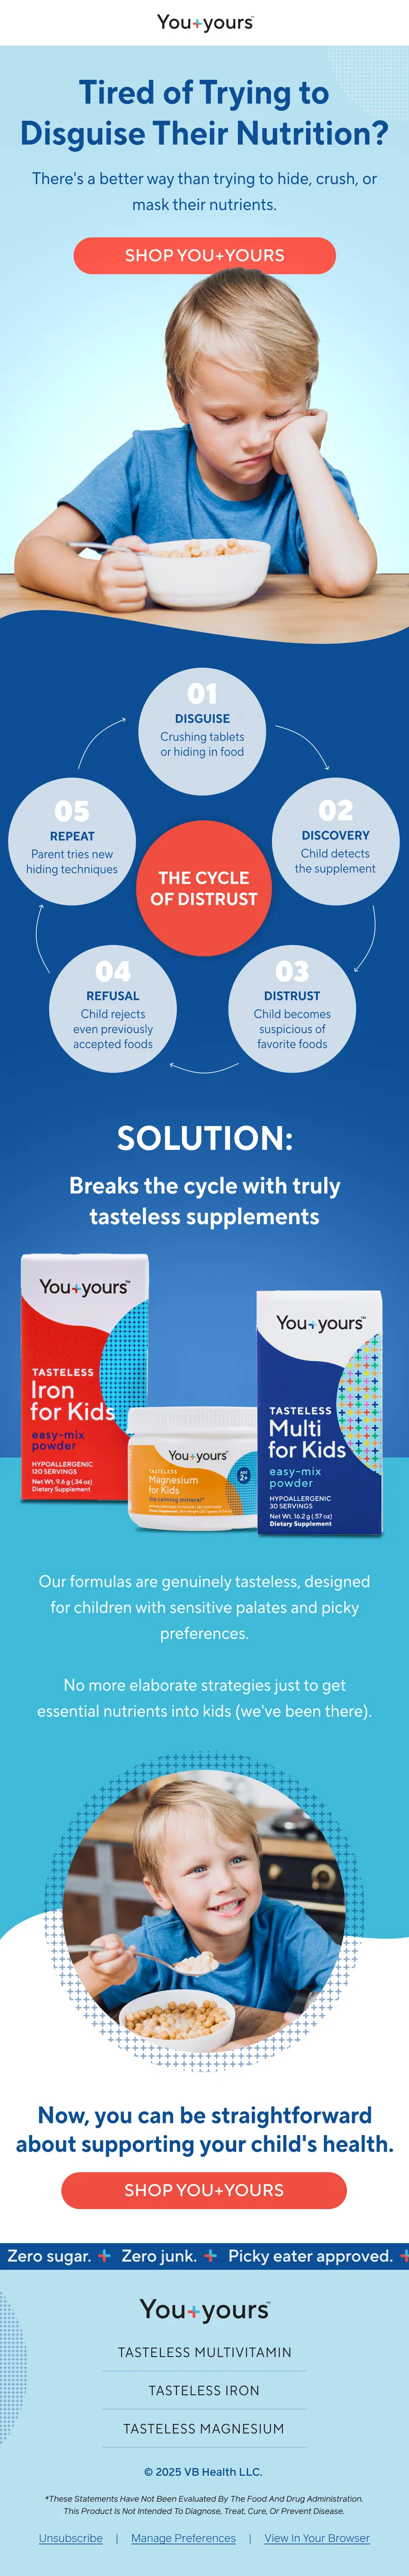 You+yours™
Tired of Trying to
Disguise Their Nutrition?
There's a better way than trying to hide, crush, or
mask their nutrients.
SHOP YOU+YOURS
01
DISGUISE
Crushing tablets
or hiding in food
05
REPEAT
Parent tries new
hiding techniques
02
DISCOVERY
Child detects
the supplement
THE CYCLE
OF DISTRUST
04
REFUSAL
Child rejects
even previously
accepted foods
03
DISTRUST
Child becomes
suspicious of
favorite foods
SOLUTION:
Breaks the cycle with truly
tasteless supplements
You+yours™
TASTELESS
Iron
for Kids
easy-mix
powder
HYPOALLERGENIC
120 SERVINGS
Net Wt. 9.6 g (.34 oz)
Dietary Supplement
You+yours™
TASTELESS
Magnesium
for Kids
the calming mineral*
AGE
2+
You+yours™
TASTELESS
Multi
for Kids
easy-mix
powder
HYPOALLERGENIC
30 SERVINGS
Net Wt. 16.2 g (.57 oz)
Dietary Supplement
Our formulas are genuinely tasteless, designed
for children with sensitive palates and picky
preferences.
No more elaborate strategies just to get
essential nutrients into kids (we've been there).
Now, you can be straightforward
about supporting your child's health.
SHOP YOU+YOURS
Zero sugar. + Zero junk. + Picky eater approved. +
You+yours™
TASTELESS MULTIVITAMIN
TASTELESS IRON
TASTELESS MAGNESIUM
© 2025 VB Health LLC.
*These Statements Have Not Been Evaluated By The Food And Drug Administration.
This Product Is Not Intended To Diagnose, Treat, Cure, Or Prevent Disease.
Unsubscribe | Manage Preferences | View In Your Browser